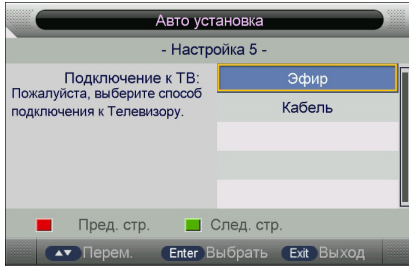 Авто установка
- Настройка 5 -
Подключение к ТВ:
Пожалуйста, выберите способ
подключения к Телевизору.
Эфир
Кабель
Пред. стр. След. стр.
Перем. Enter Выбрать Exit Выход